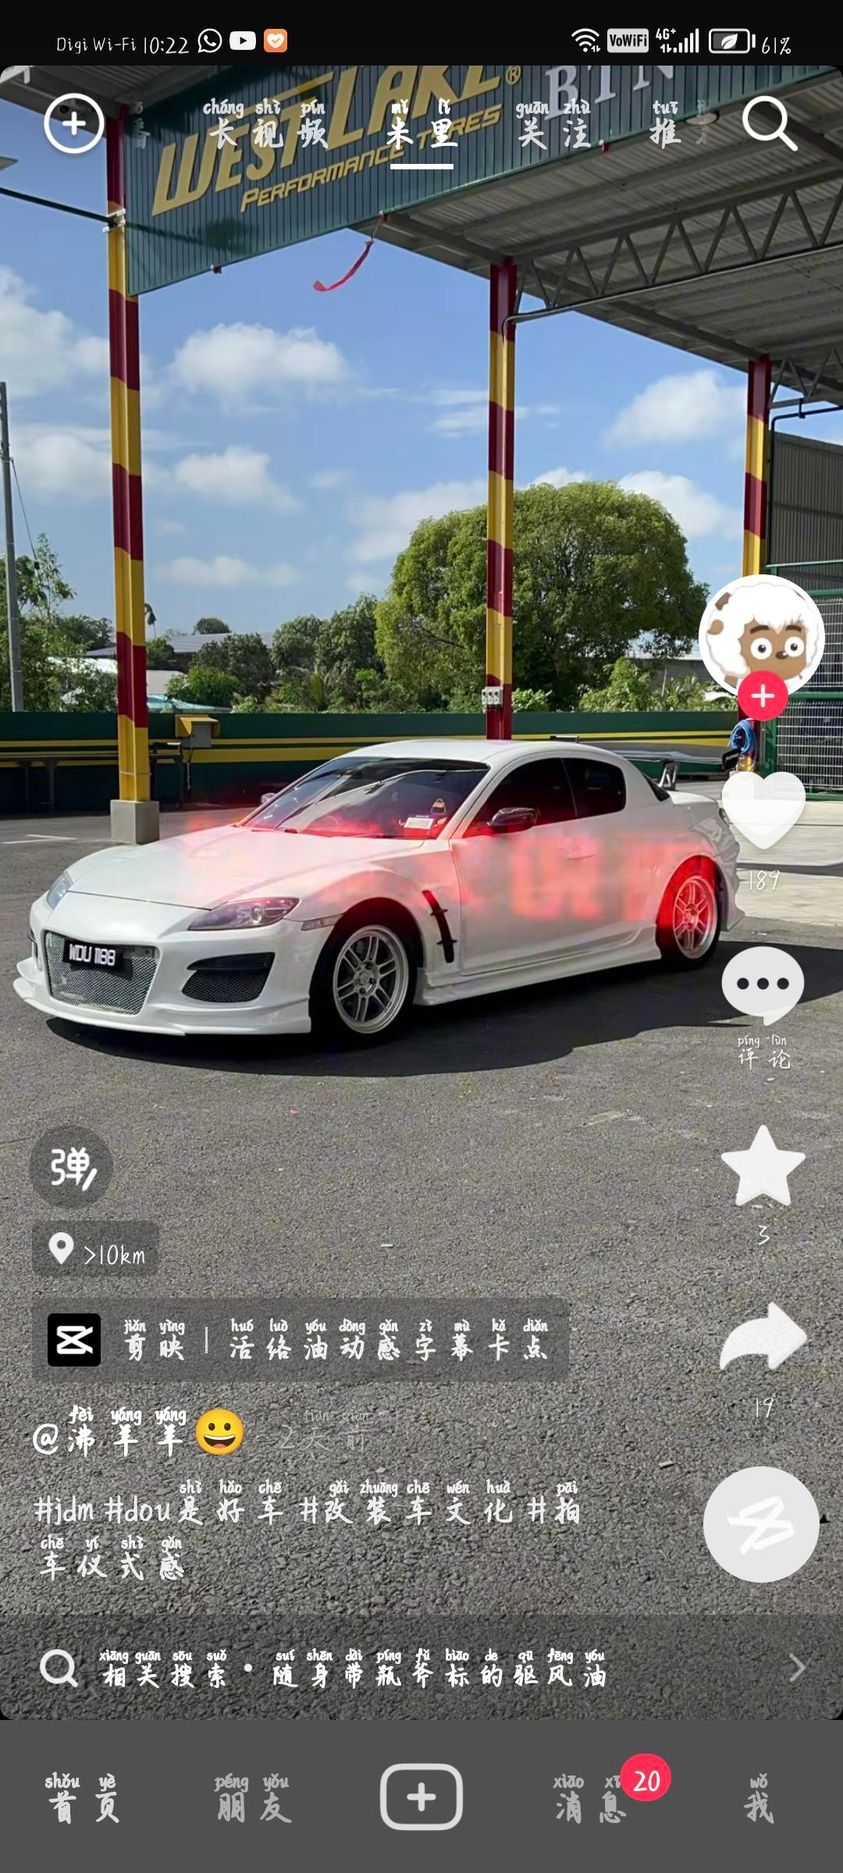 Digi Wi-Fi 10:22
VoWiFi 4G+ 61%
WESTLAKE®
PERFORMANCE TYRES
BTN
cháng shì pín mǐ lǐ guān zhù tuī
长视频 米里 关注 推
189
WDU 1188
píng lùn
评论
弹
3
>10km
jiǎn yìng huó luò yóu dòng gǎn zì mù kǎ diǎn
剪映 | 活络油动感字幕卡点
19
fèi yáng yáng tiān qián
@沸羊羊😀 2天前
shì hǎo chē gǎi zhuāng chē wén huà pāi
#jdm #dou是好车 #改装车文化 #拍
chē yí shì gǎn
车仪式感
xiāng guān sōu suǒ suí shēn dài píng fǔ biāo de qū fēng yóu
相关搜索 • 随身带瓶斧标的驱风油
shǒu yè péng yǒu xiāo xī wǒ
首页 朋友 消息 20 我